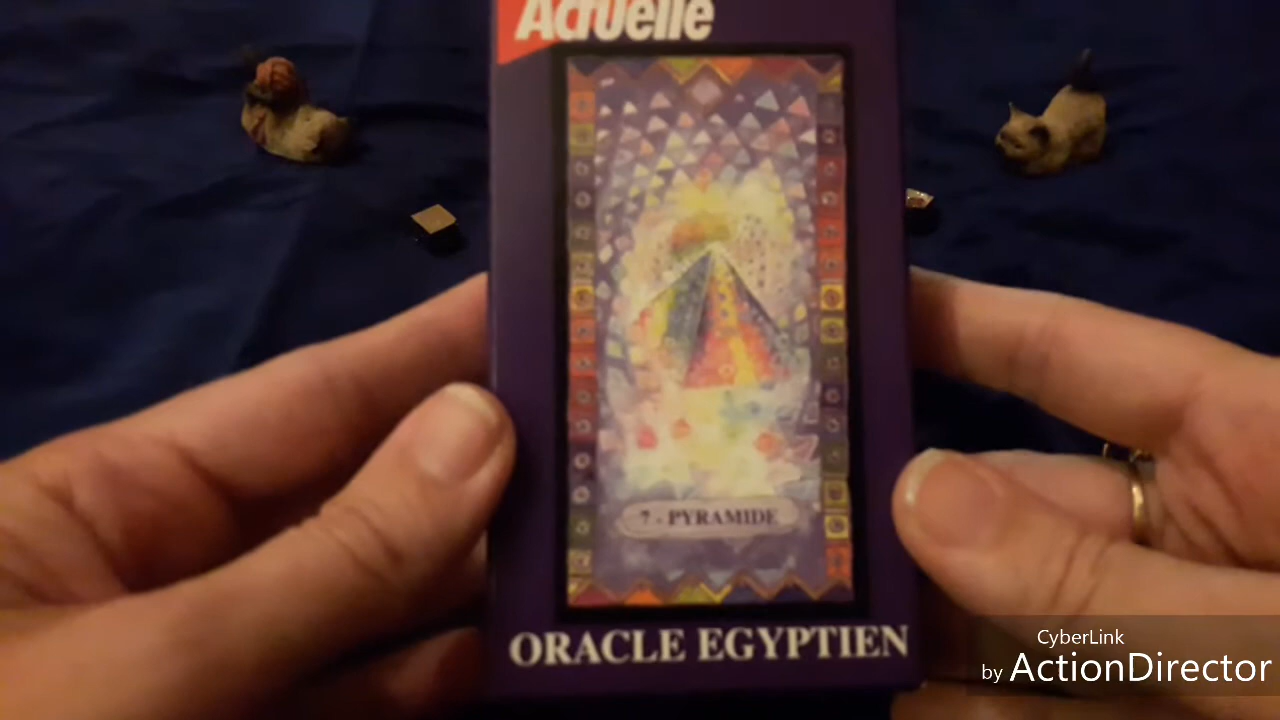 Actuelle
7 - PYRAMIDE
ORACLE EGYPTIEN
CyberLink
by ActionDirector